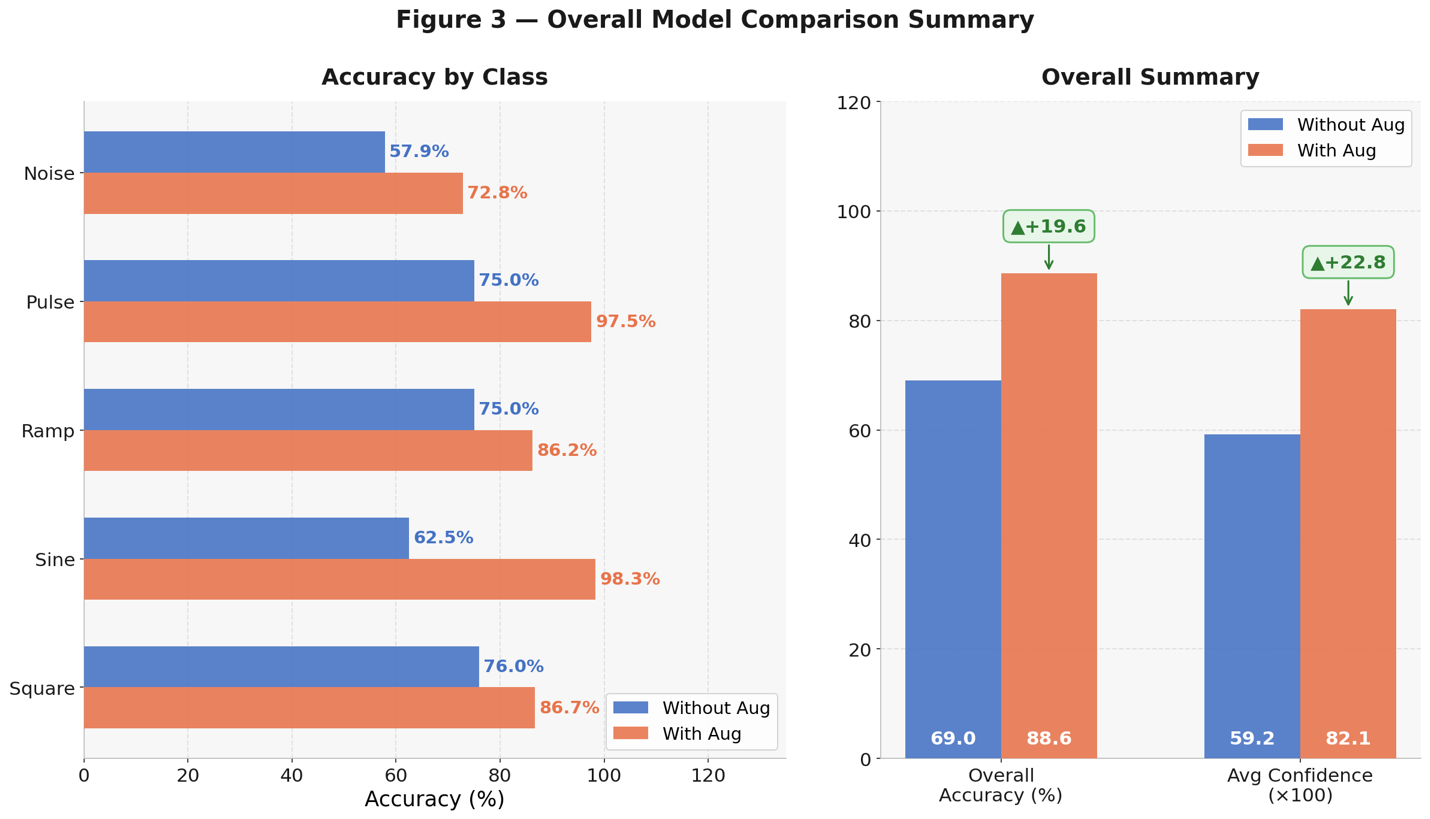 Figure 3 — Overall Model Comparison Summary
Accuracy by Class
Noise
57.9%
72.8%
Pulse
75.0%
97.5%
Ramp
75.0%
86.2%
Sine
62.5%
98.3%
Square
76.0%
86.7%
Without Aug
With Aug
0 20 40 60 80 100 120
Accuracy (%)
Overall Summary
120
100
80
60
40
20
0
Without Aug
With Aug
▲+19.6
▲+22.8
69.0 88.6 59.2 82.1
Overall
Accuracy (%)
Avg Confidence
(×100)